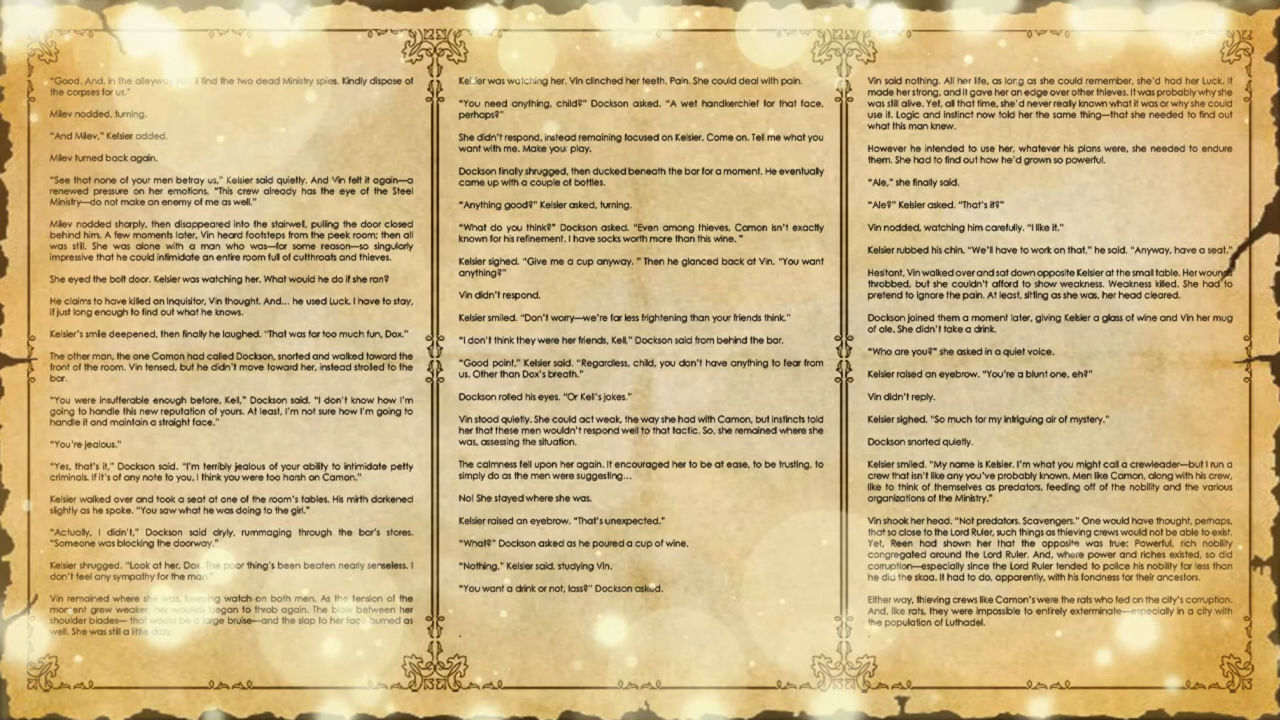 "Good. And, in the alleyway you'll find the two dead Ministry spies. Kindly dispose of
the corpses for us."
Milev nodded, turning.
"And Milev," Kelsier added.
Milev turned back again.
"See that none of your men betray us," Kelsier said quietly. And Vin felt it again—a
renewed pressure on her emotions. "This crew already has the eye of the Steel
Ministry—do not make an enemy of me as well."
Milev nodded sharply, then disappeared into the stairwell, pulling the door closed
behind him. A few moments later, Vin heard footsteps from the peek room; then all
was still. She was alone with a man who was—for some reason—so singularly
impressive that he could intimidate an entire room full of cutthroats and thieves.
She eyed the bolt door. Kelsier was watching her. What would he do if she ran?
He claims to have killed an Inquisitor, Vin thought. And... he used Luck. I have to stay,
if just long enough to find out what he knows.
Kelsier's smile deepened, then finally he laughed. "That was far too much fun, Dox."
The other man, the one Camon had called Dockson, snorted and walked toward the
front of the room. Vin tensed, but he didn't move toward her, instead strolled to the
bar.
"You were insufferable enough before, Kell," Dockson said. "I don't know how I'm
going to handle this new reputation of yours. At least, I'm not sure how I'm going to
handle it and maintain a straight face."
"You're jealous."
"Yes, that's it," Dockson said. "I'm terribly jealous of your ability to intimidate petty
criminals. If it's of any note to you, I think you were too harsh on Camon."
Kelsier walked over and took a seat at one of the room's tables. His mirth darkened
slightly as he spoke. "You saw what he was doing to the girl."
"Actually, I didn't," Dockson said dryly, rummaging through the bar's stores.
"Someone was blocking the doorway."
Kelsier shrugged. "Look at her, Dox. The poor thing's been beaten nearly senseless. I
don't feel any sympathy for the man."
Vin remained where she was, keeping watch on both men. As the tension of the
moment grew weaker, her wounds began to throb again. The blow between her
shoulder blades— that would be a large bruise—and the slap to her face burned as
well. She was still a little dizzy.
Kelsier was watching her. Vin clinched her teeth. Pain. She could deal with pain.
"You need anything, child?" Dockson asked. "A wet handkerchief for that face,
perhaps?"
She didn't respond, instead remaining focused on Kelsier. Come on. Tell me what you
want with me. Make your play.
Dockson finally shrugged, then ducked beneath the bar for a moment. He eventually
came up with a couple of bottles.
"Anything good?" Kelsier asked, turning.
"What do you think?" Dockson asked. "Even among thieves, Camon isn't exactly
known for his refinement. I have socks worth more than this wine. "
Kelsier sighed. "Give me a cup anyway. " Then he glanced back at Vin. "You want
anything?"
Vin didn't respond.
Kelsier smiled. "Don't worry—we're far less frightening than your friends think."
"I don't think they were her friends, Kell," Dockson said from behind the bar.
"Good point," Kelsier said. "Regardless, child, you don't have anything to fear from
us. Other than Dox's breath."
Dockson rolled his eyes. "Or Kell's jokes."
Vin stood quietly. She could act weak, the way she had with Camon, but instincts told
her that these men wouldn't respond well to that tactic. So, she remained where she
was, assessing the situation.
The calmness fell upon her again. It encouraged her to be at ease, to be trusting, to
simply do as the men were suggesting...
No! She stayed where she was.
Kelsier raised an eyebrow. "That's unexpected."
"What?" Dockson asked as he poured a cup of wine.
"Nothing," Kelsier said, studying Vin.
"You want a drink or not, lass?" Dockson asked.
.
Vin said nothing. All her life, as long as she could remember, she'd had her Luck. It
made her strong, and it gave her an edge over other thieves. It was probably why she
was still alive. Yet, all that time, she'd never really known what it was or why she could
use it. Logic and instinct now told her the same thing—that she needed to find out
what this man knew.
However he intended to use her, whatever his plans were, she needed to endure
them. She had to find out how he'd grown so powerful.
"Ale," she finally said.
"Ale?" Kelsier asked. "That's it?"
Vin nodded, watching him carefully. "I like it."
Kelsier rubbed his chin. "We'll have to work on that," he said. "Anyway, have a seat."
Hesitant, Vin walked over and sat down opposite Kelsier at the small table. Her wounds
throbbed, but she couldn't afford to show weakness. Weakness killed. She had to
pretend to ignore the pain. At least, sitting as she was, her head cleared.
Dockson joined them a moment later, giving Kelsier a glass of wine and Vin her mug
of ale. She didn't take a drink.
"Who are you?" she asked in a quiet voice.
Kelsier raised an eyebrow. "You're a blunt one, eh?"
Vin didn't reply.
Kelsier sighed. "So much for my intriguing air of mystery."
Dockson snorted quietly.
Kelsier smiled. "My name is Kelsier. I'm what you might call a crewleader—but I run a
crew that isn't like any you've probably known. Men like Camon, along with his crew,
like to think of themselves as predators, feeding off of the nobility and the various
organizations of the Ministry."
Vin shook her head. "Not predators. Scavengers." One would have thought, perhaps,
that so close to the Lord Ruler, such things as thieving crews would not be able to exist.
Yet, Reen had shown her that the opposite was true: Powerful, rich nobility
congregated around the Lord Ruler. And, where power and riches existed, so did
corruption—especially since the Lord Ruler tended to police his nobility far less than
he did the skaa. It had to do, apparently, with his fondness for their ancestors.
Either way, thieving crews like Camon's were the rats who fed on the city's corruption.
And, like rats, they were impossible to entirely exterminate—especially in a city with
the population of Luthadel.
.